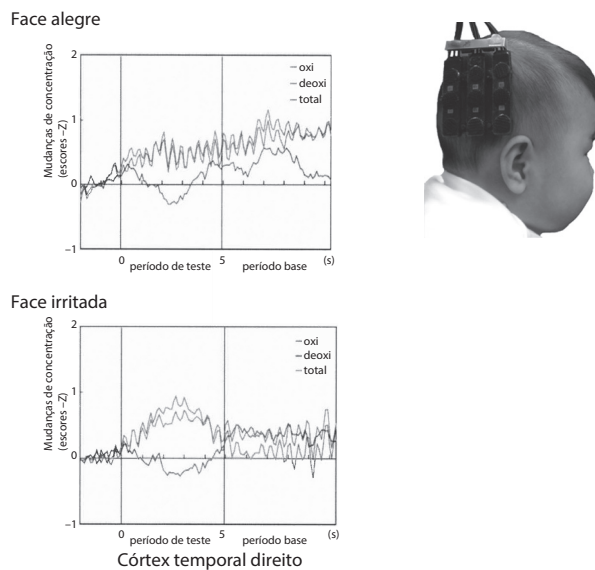 Face alegre
Mudanças de concentração
(escores –Z)
2
1
0
–1
oxi
deoxi
total
0
5
(s)
período de teste
período base
Face irritada
Mudanças de concentração
(escores –Z)
2
1
0
–1
oxi
deoxi
total
0
5
(s)
período de teste
período base
Córtex temporal direito